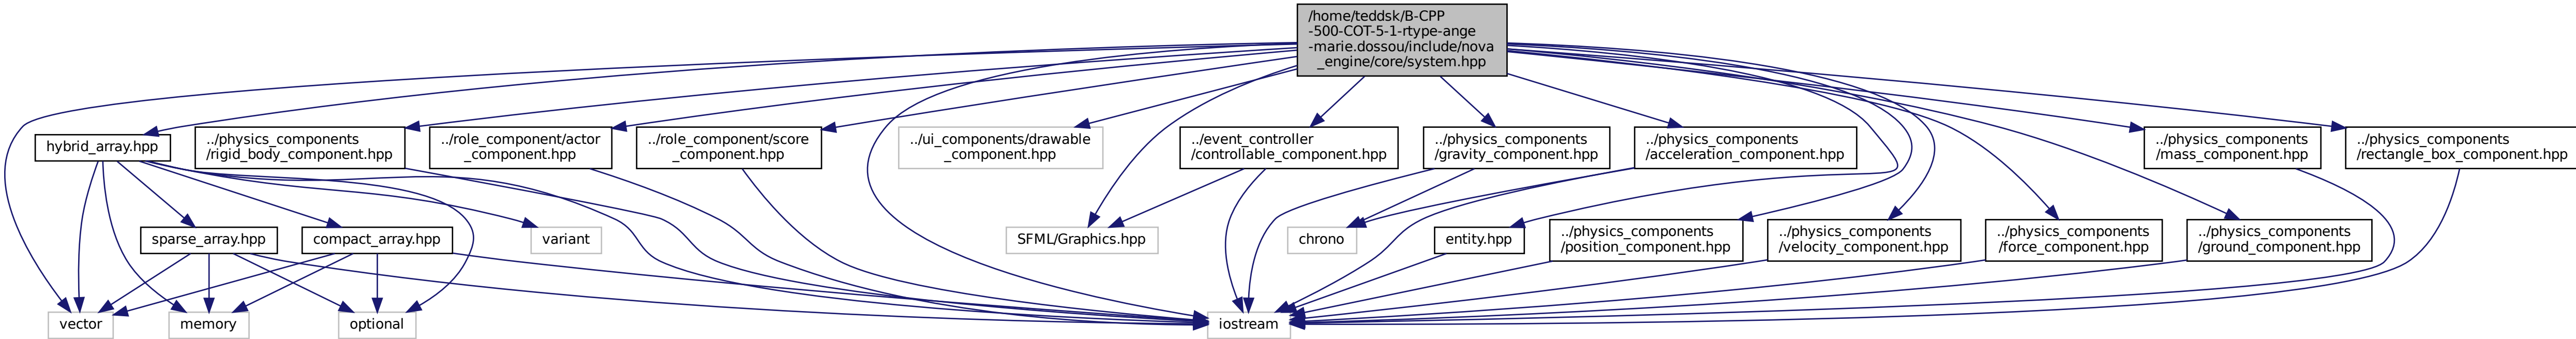 /home/teddsk/B-CPP
-500-COT-5-1-rtype-ange
-marie.dossou/include/nova
_engine/core/system.hpp
hybrid_array.hpp
../physics_components
/rigid_body_component.hpp
../role_component/actor
_component.hpp
../role_component/score
_component.hpp
../ui_components/drawable
_component.hpp
../event_controller
/controllable_component.hpp
../physics_components
/gravity_component.hpp
../physics_components
/acceleration_component.hpp
../physics_components
/mass_component.hpp
../physics_components
/rectangle_box_component.hpp
sparse_array.hpp
compact_array.hpp
variant
SFML/Graphics.hpp
chrono
entity.hpp
../physics_components
/position_component.hpp
../physics_components
/velocity_component.hpp
../physics_components
/force_component.hpp
../physics_components
/ground_component.hpp
vector
memory
optional
iostream